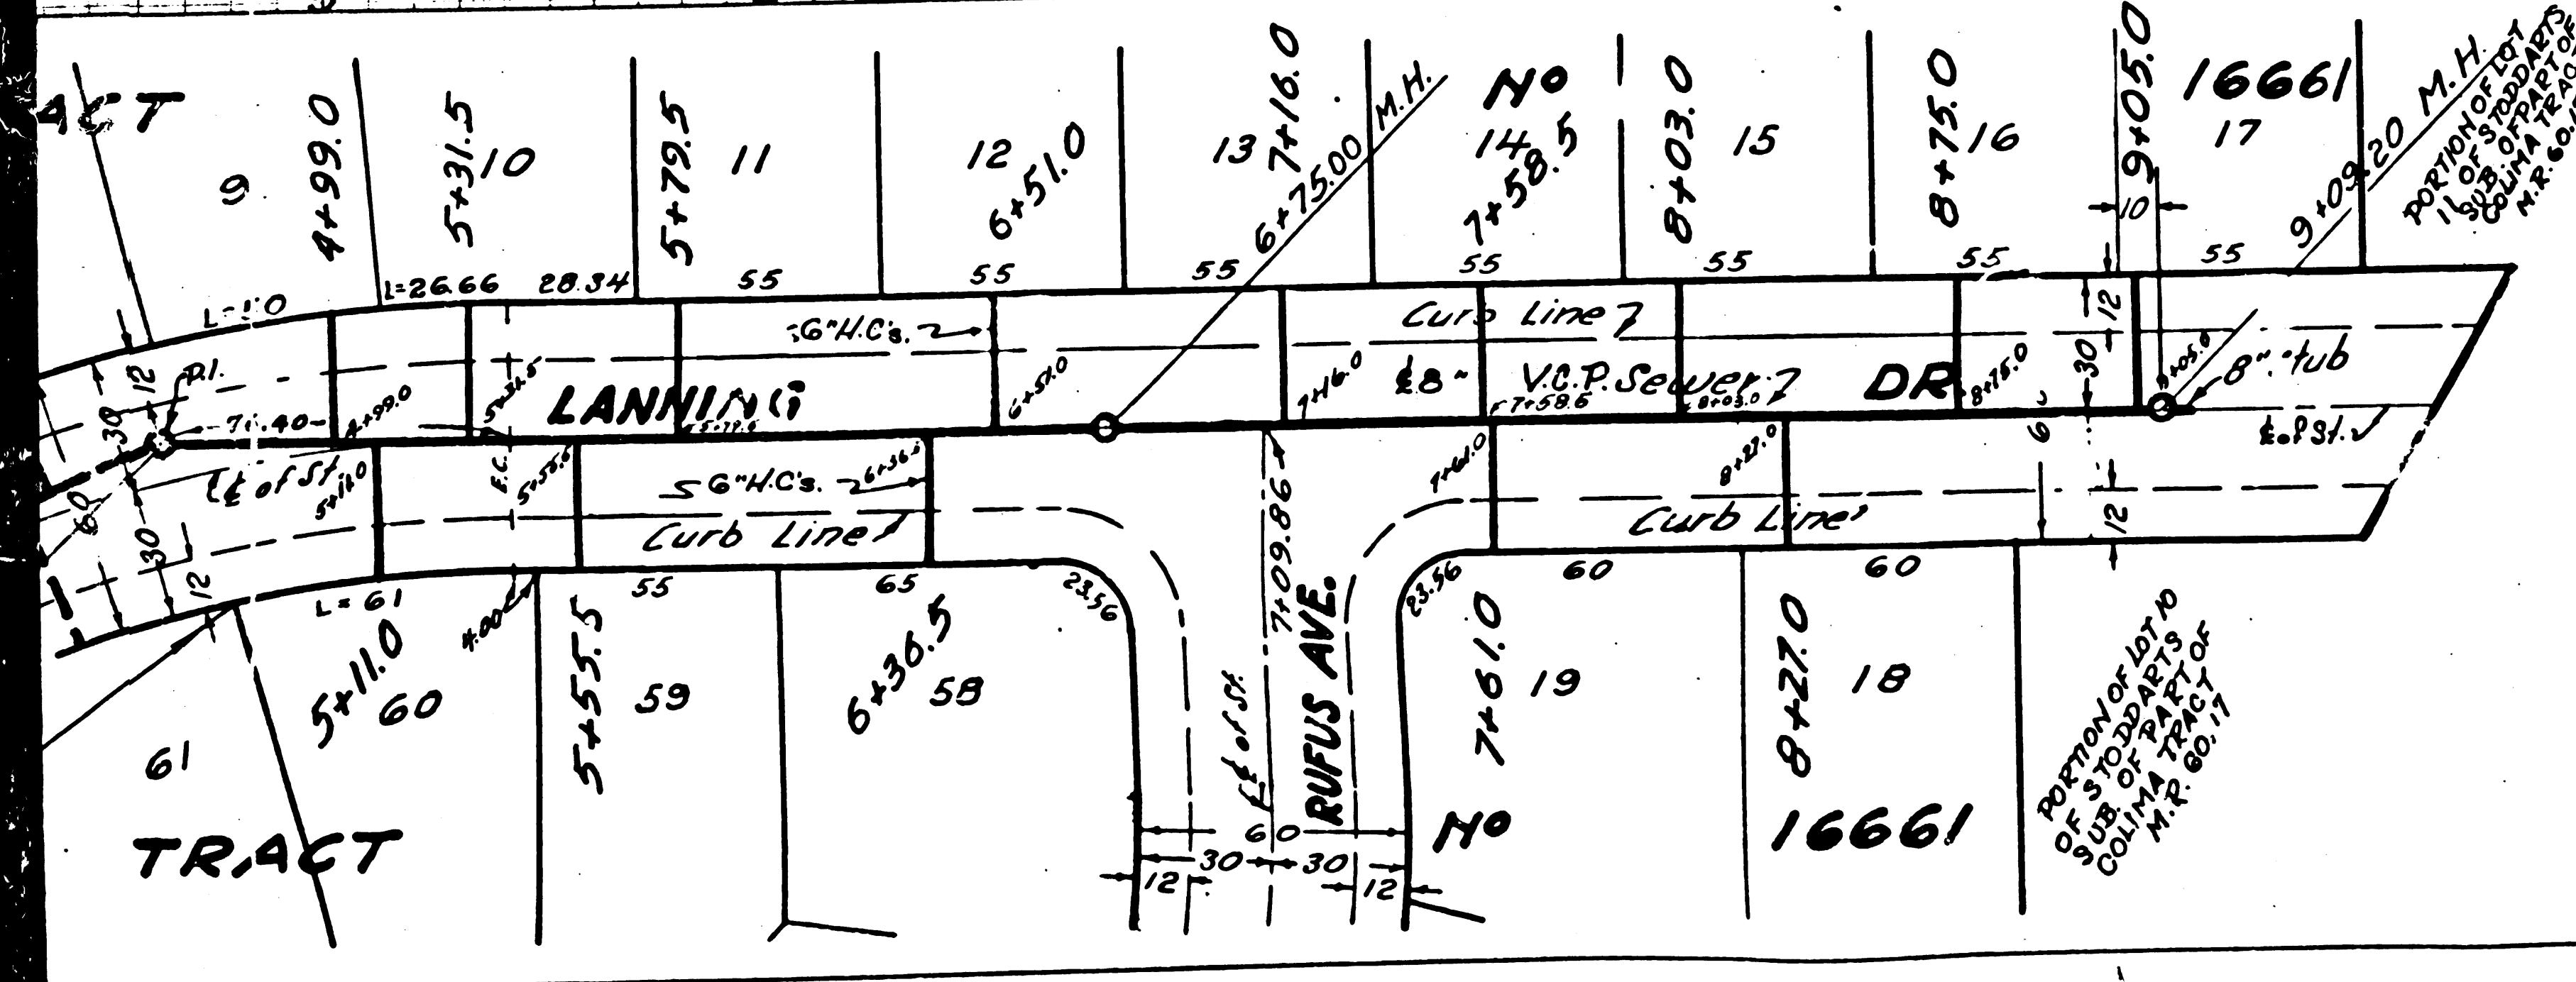 ACT
9
4+99.0
5+31.5
10
5+79.5
11
12
6+51.0
13
7+16.0
6+75.00 M.H.
No
14
7+58.5
8+03.0
15
8+75.0
16
9+05.0
16661
17
9+09.20 M.H.
PORTION OF LOT
11 OF STODDARTS
SUB. OF PART OF
COLIMA TRACT
M.R. 60,
10
L=26.66
28.34
55
55
55
55
55
55
55
6"H.C's.
Curb Line
12
12
30
P.I.
4+99.0
5+31.5
LANNING
5+79.5
6+51.0
7+16.0
℄ 8"
V.C.P. Sewer
7+58.5
8+03.0
DR
8+75.0
30
9+05.0
8" Stub
6
℄ of St.
60
℄ of St.
5+11.0
E.C.
5+55.5
6"H.C's.
6+36.5
7+61.0
8+27.0
Curb Line
Curb Line
12
30
12
L=61
4.00
55
65
23.56
7+09.86
23.56
60
60
5+11.0
60
5+55.5
59
6+36.5
58
℄ of St.
RUFUS AVE.
7+61.0
19
8+27.0
18
61
PORTION OF LOT 10
OF STODDARTS
SUB. OF PART OF
COLIMA TRACT
M.R. 60,17
TRACT
60
No
16661
30
30
12
12